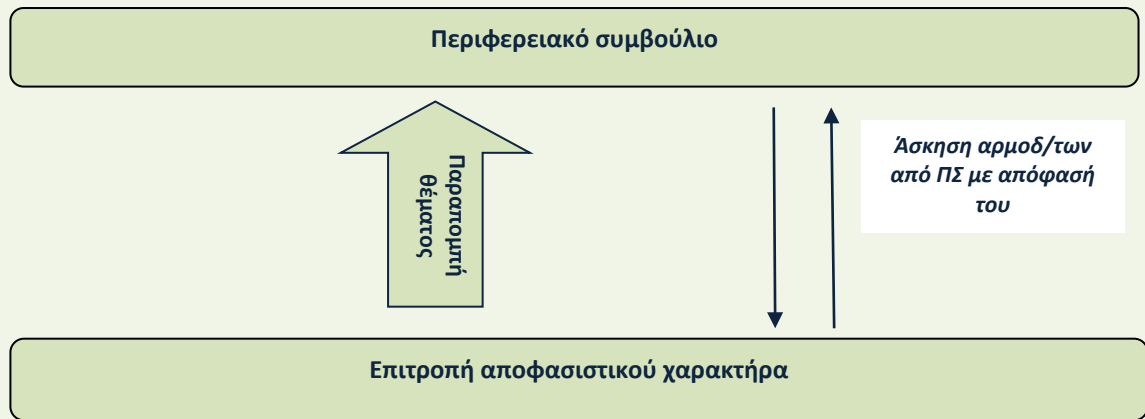 Περιφερειακό συμβούλιο
Παραπομπή
θέματος
Άσκηση αρμοδ/των
από ΠΣ με απόφασή
του
Επιτροπή αποφασιστικού χαρακτήρα